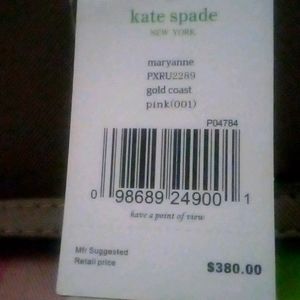 kate spade
NEW YORK
maryanne
PXRU2289
gold coast
pink(001)
P04784
0 98689 24900 1
have a point of view
Mfr Suggested
Retail price
$380.00